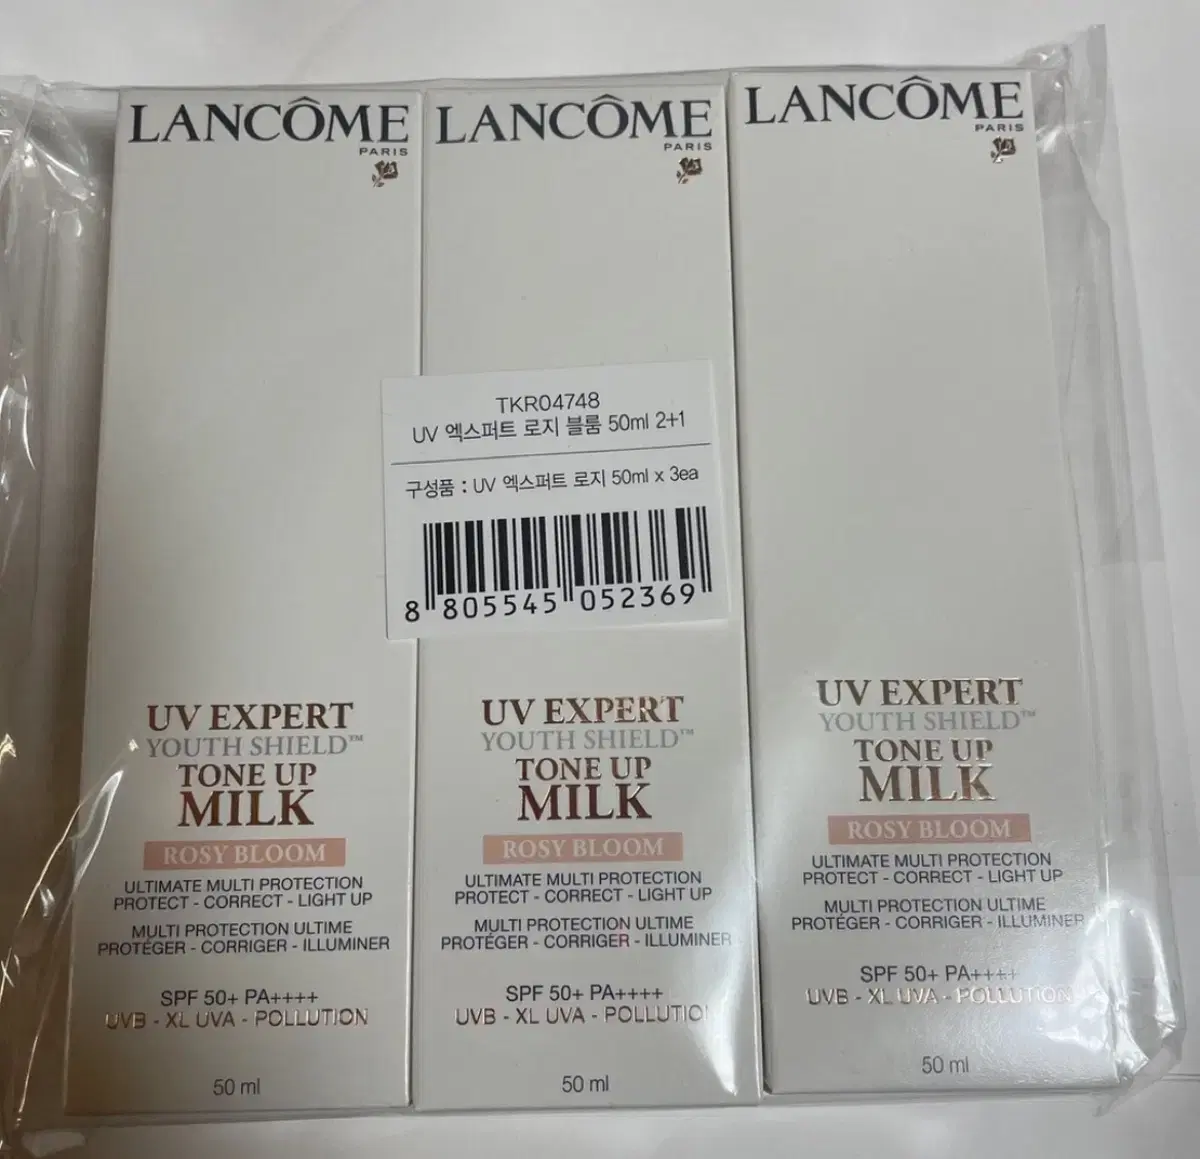 LANCÔME
PARIS
LANCÔME
PARIS
LANCÔME
PARIS
TKR04748
UV 엑스퍼트 로지 블룸 50ml 2+1
구성품 : UV 엑스퍼트 로지 50ml x 3ea
8 805545 052369
UV EXPERT
YOUTH SHIELD™
TONE UP
MILK
ROSY BLOOM
ULTIMATE MULTI PROTECTION
PROTECT - CORRECT - LIGHT UP
MULTI PROTECTION ULTIME
PROTÉGER - CORRIGER - ILLUMINER
SPF 50+ PA++++
UVB - XL UVA - POLLUTION
50 ml
UV EXPERT
YOUTH SHIELD™
TONE UP
MILK
ROSY BLOOM
ULTIMATE MULTI PROTECTION
PROTECT - CORRECT - LIGHT UP
MULTI PROTECTION ULTIME
PROTÉGER - CORRIGER - ILLUMINER
SPF 50+ PA++++
UVB - XL UVA - POLLUTION
50 ml
UV EXPERT
YOUTH SHIELD™
TONE UP
MILK
ROSY BLOOM
ULTIMATE MULTI PROTECTION
PROTECT - CORRECT - LIGHT UP
MULTI PROTECTION ULTIME
PROTÉGER - CORRIGER - ILLUMINER
SPF 50+ PA++++
UVB - XL UVA - POLLUTION
50 ml